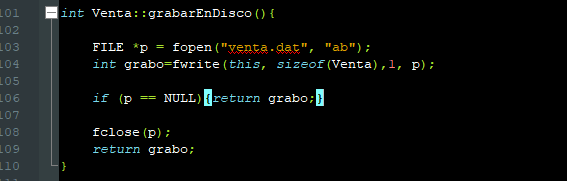 101 int Venta::grabarEnDisco(){
102
103 FILE *p = fopen("venta.dat", "ab");
104 int grabo=fwrite(this, sizeof(Venta),1, p);
105
106 if (p == NULL){return grabo;}
107
108 fclose(p);
109 return grabo;
110 }